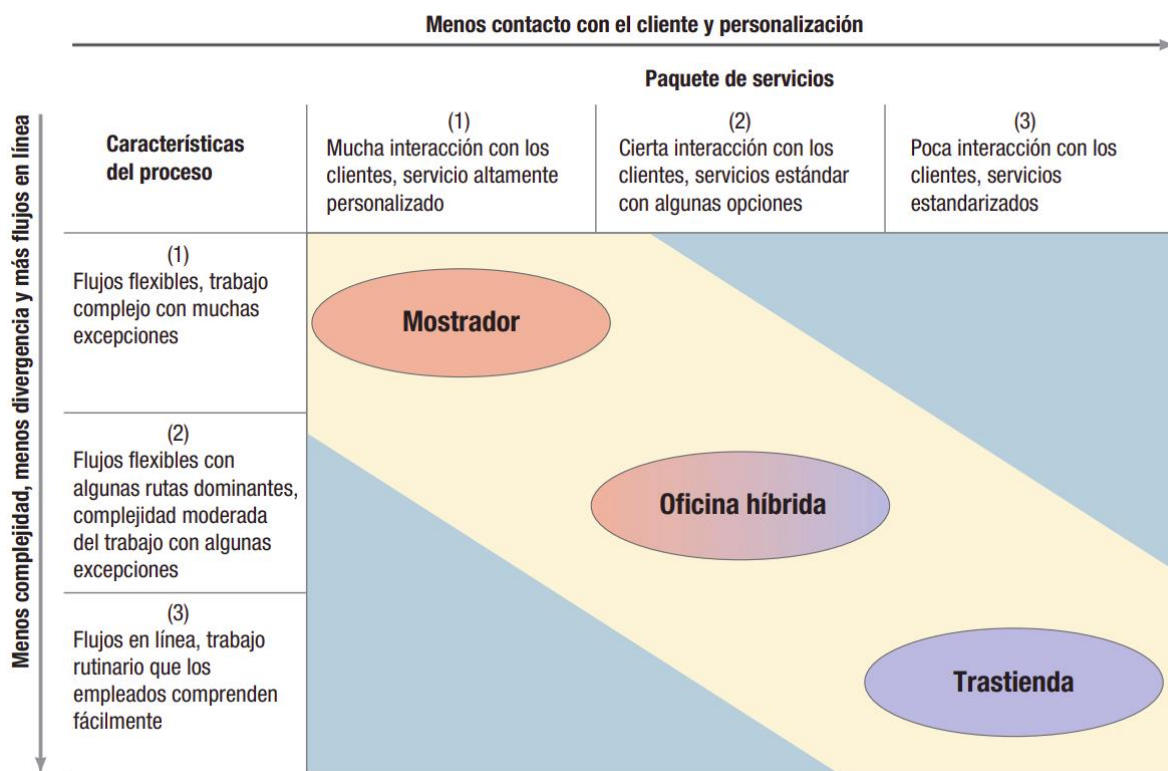 Menos contacto con el cliente y personalización
Paquete de servicios
Menos complejidad, menos divergencia y más flujos en línea
Características
del proceso
(1)
Mucha interacción con los
clientes, servicio altamente
personalizado
(2)
Cierta interacción con los
clientes, servicios estándar
con algunas opciones
(3)
Poca interacción con los
clientes, servicios
estandarizados
(1)
Flujos flexibles, trabajo
complejo con muchas
excepciones
Mostrador
(2)
Flujos flexibles con
algunas rutas dominantes,
complejidad moderada
del trabajo con algunas
excepciones
Oficina híbrida
(3)
Flujos en línea, trabajo
rutinario que los
empleados comprenden
fácilmente
Trastienda